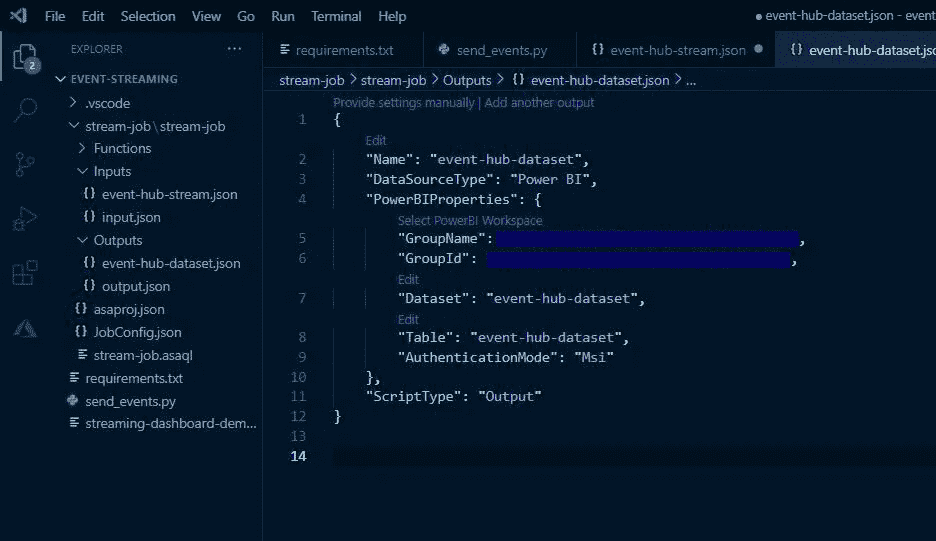 File Edit Selection View Go Run Terminal Help
● event-hub-dataset.json - event
EXPLORER ...
2
EVENT-STREAMING
.vscode
stream-job\stream-job
Functions
Inputs
{} event-hub-stream.json
{} input.json
Outputs
{} event-hub-dataset.json
{} output.json
{} asaproj.json
{} JobConfig.json
stream-job.asaql
requirements.txt
send_events.py
streaming-dashboard-dem...
requirements.txt send_events.py {} event-hub-stream.json ● {} event-hub-dataset.jso
stream-job > stream-job > Outputs > {} event-hub-dataset.json > ...
Provide settings manually | Add another output
1 {
Edit
2 "Name": "event-hub-dataset",
3 "DataSourceType": "Power BI",
4 "PowerBIProperties": {
Select PowerBI Workspace
5 "GroupName": ,
6 "GroupId": ,
Edit
7 "Dataset": "event-hub-dataset",
Edit
8 "Table": "event-hub-dataset",
9 "AuthenticationMode": "Msi"
10 },
11 "ScriptType": "Output"
12 }
13
14